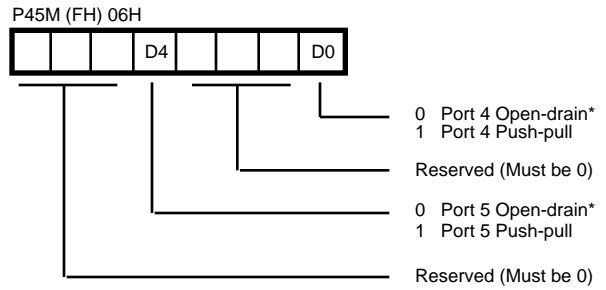 P45M (FH) 06H
D4 D0
0 Port 4 Open-drain*
1 Port 4 Push-pull
Reserved (Must be 0)
0 Port 5 Open-drain*
1 Port 5 Push-pull
Reserved (Must be 0)